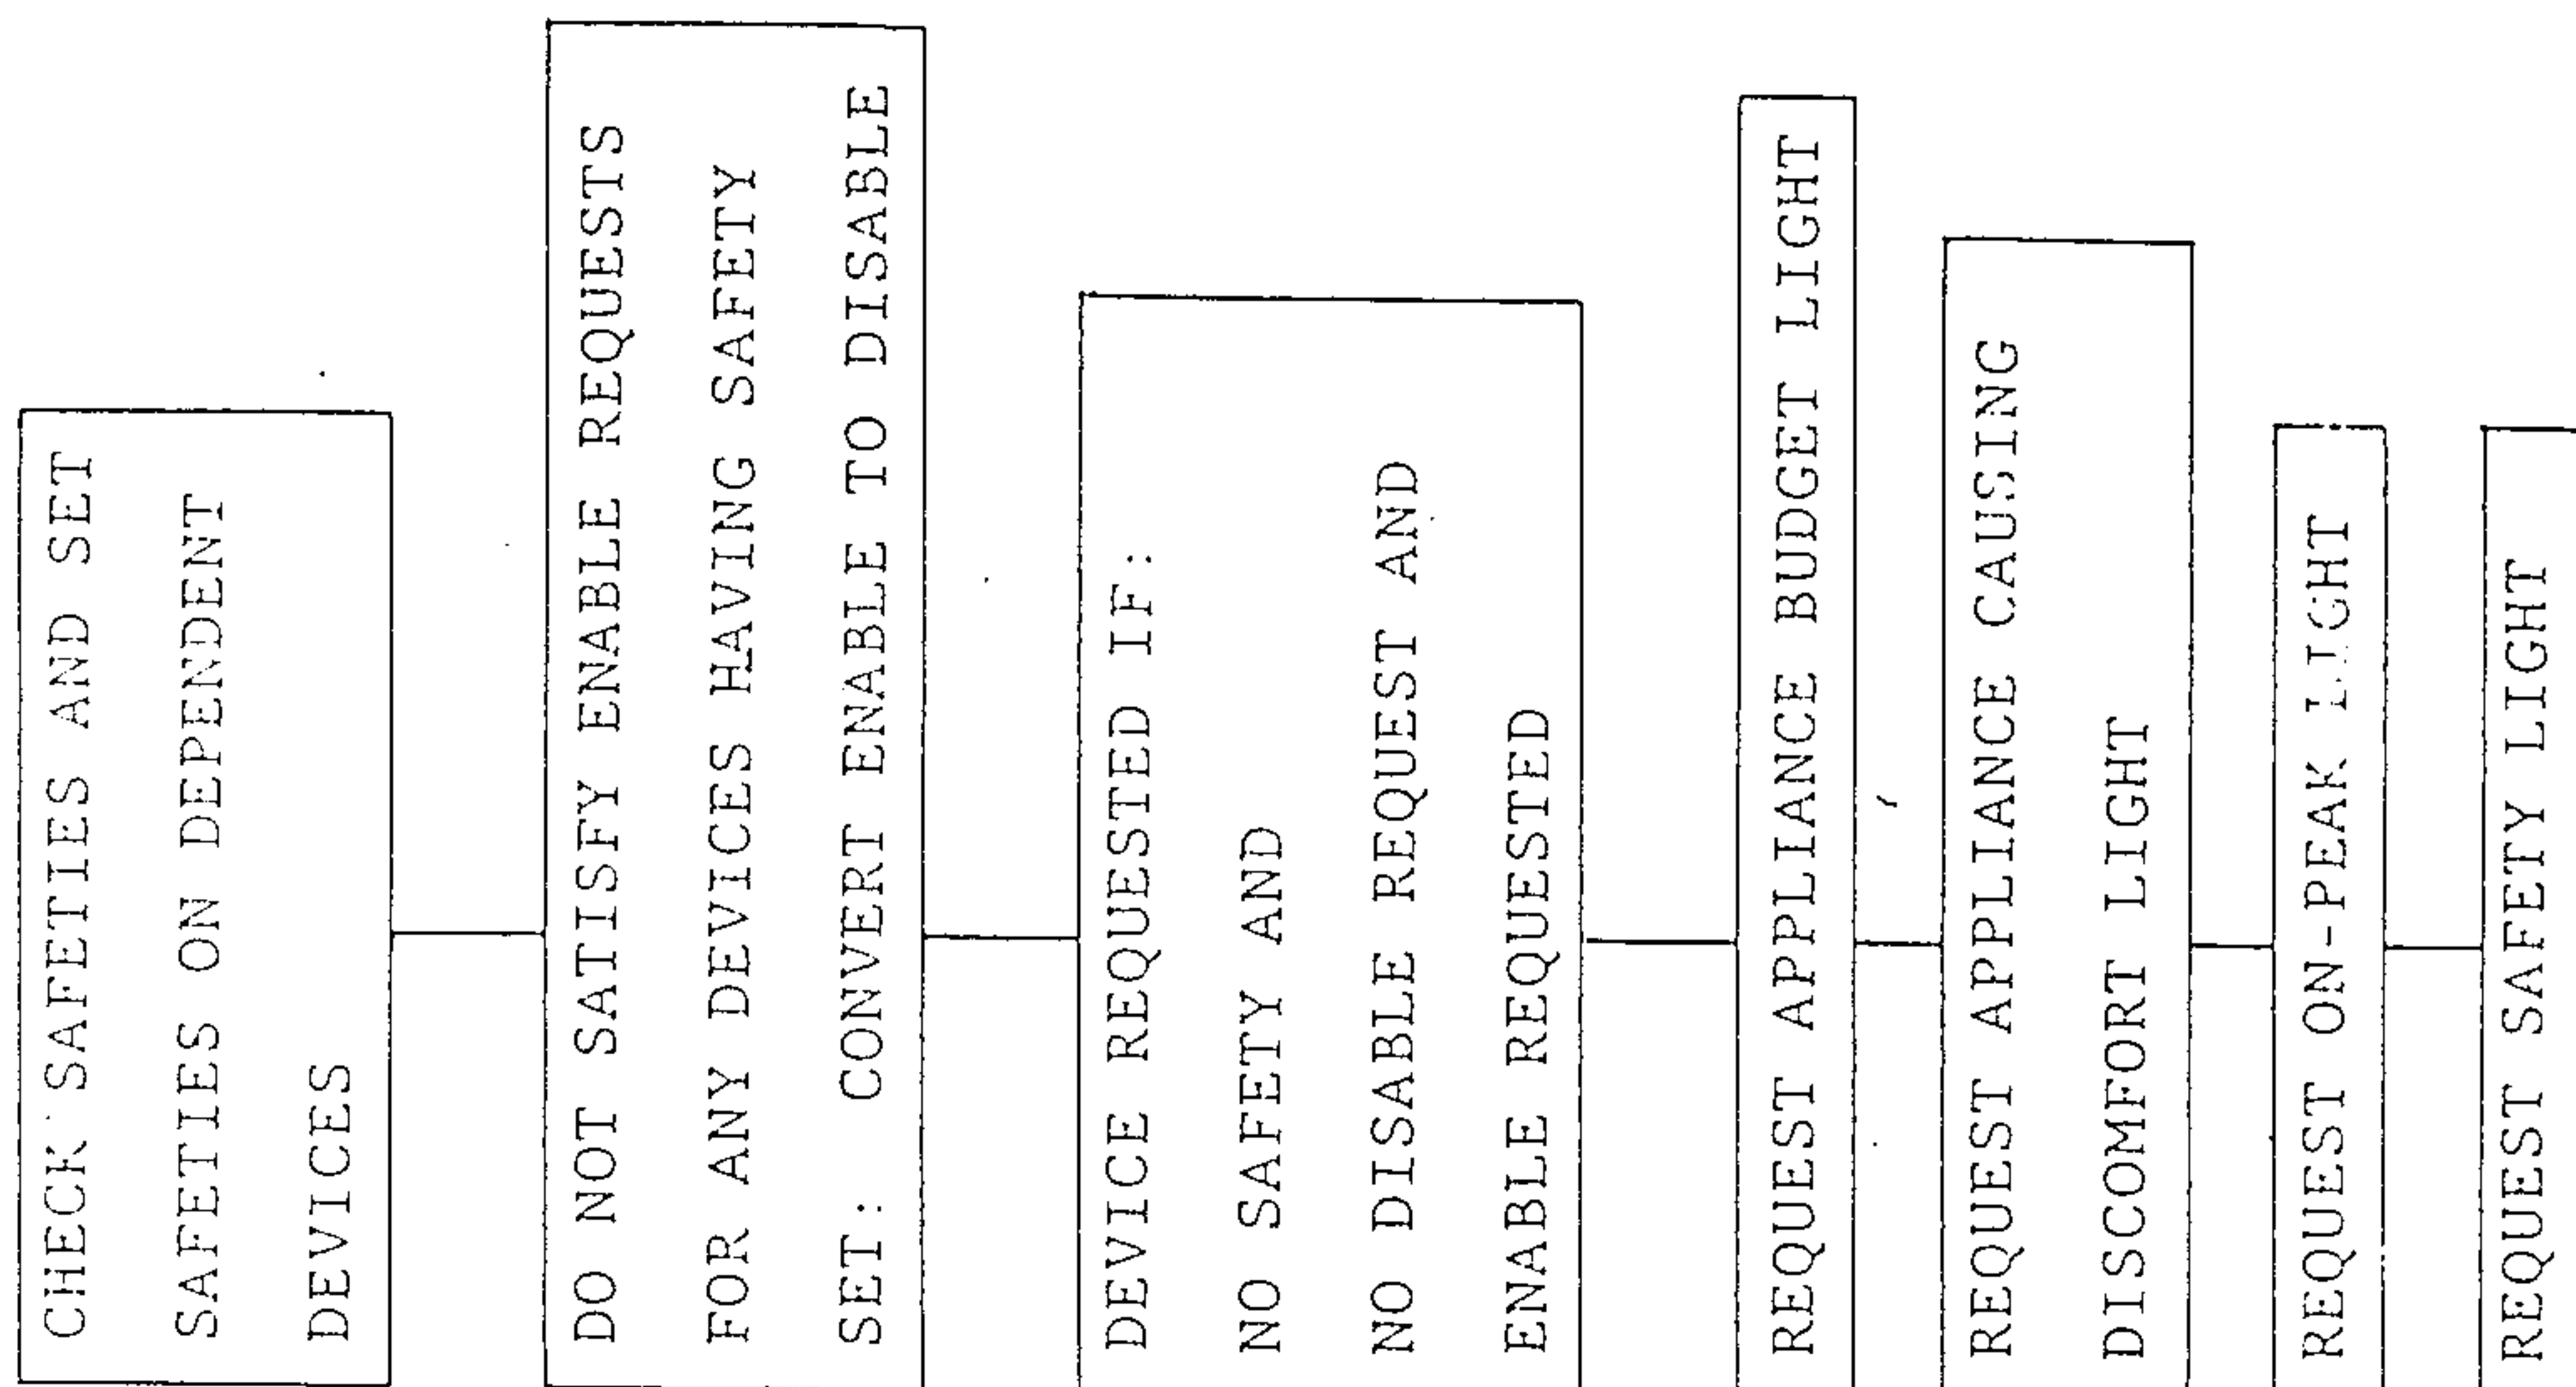 CHECK SAFETIES AND SET
SAFETIES ON DEPENDENT
DEVICES
DO NOT SATISFY ENABLE REQUESTS
FOR ANY DEVICES HAVING SAFETY
SET: CONVERT ENABLE TO DISABLE
DEVICE REQUESTED IF:
NO SAFETY AND
NO DISABLE REQUEST AND
ENABLE REQUESTED
REQUEST APPLIANCE BUDGET LIGHT
REQUEST APPLIANCE CAUSING
DISCOMFORT LIGHT
REQUEST ON-PEAK LIGHT
REQUEST SAFETY LIGHT